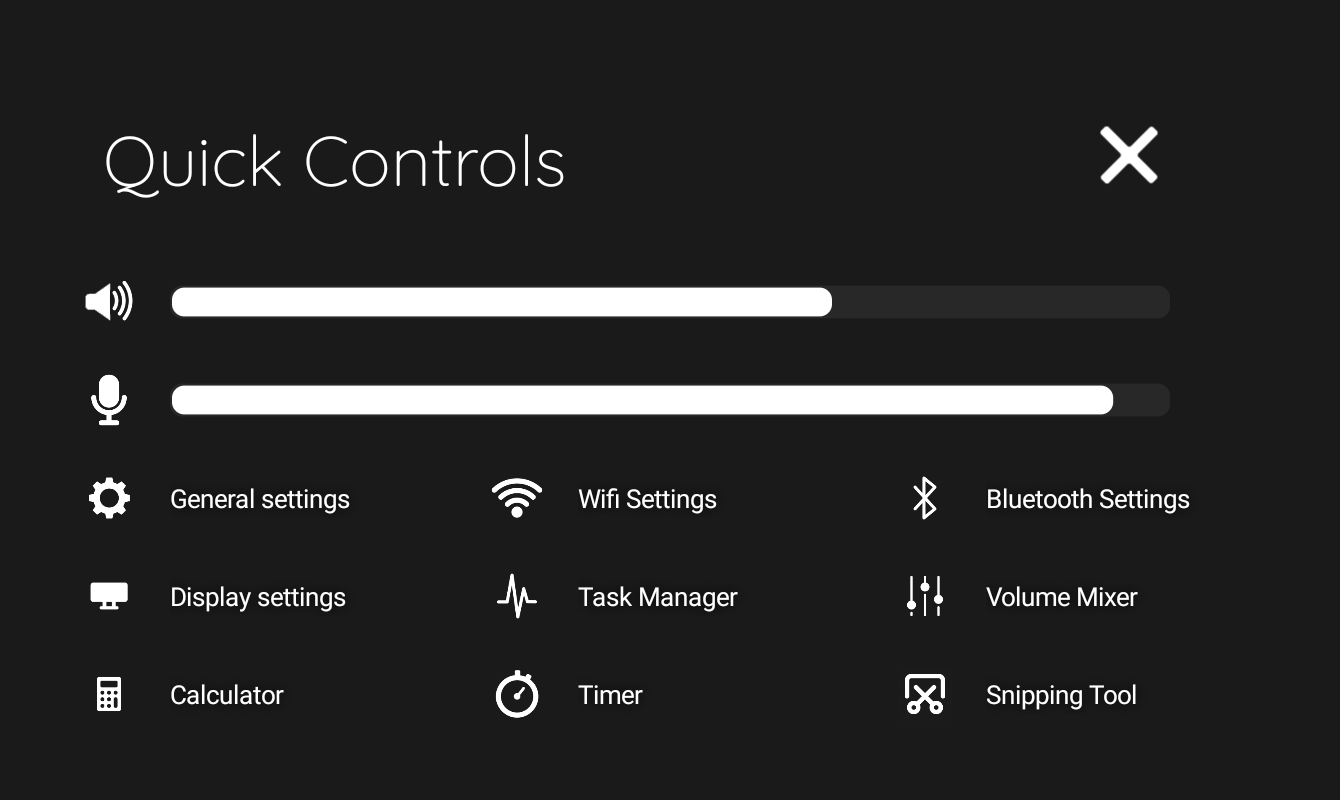 Quick Controls
General settings
Wifi Settings
Bluetooth Settings
Display settings
Task Manager
Volume Mixer
Calculator
Timer
Snipping Tool